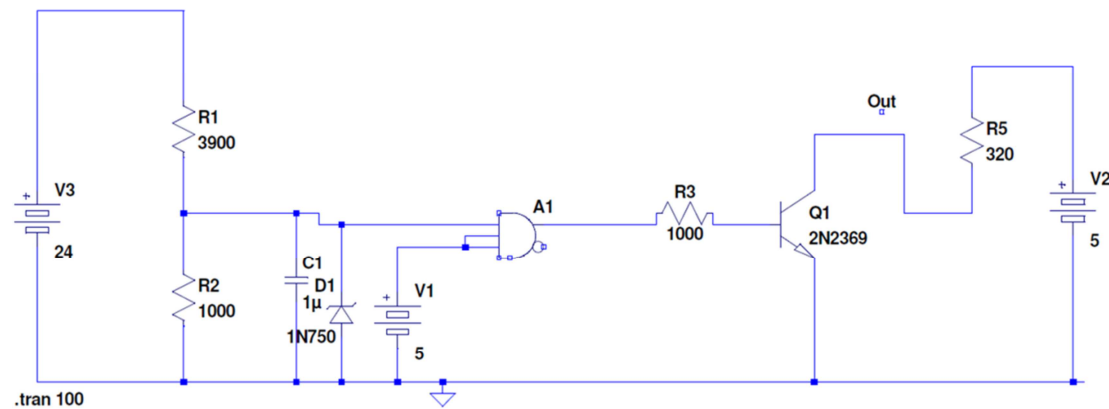 Out
R1
3900
R5
320
V3
24
V2
5
R3
1000
A1
Q1
2N2369
C1
1µ
D1
1N750
R2
1000
V1
5
.tran 100